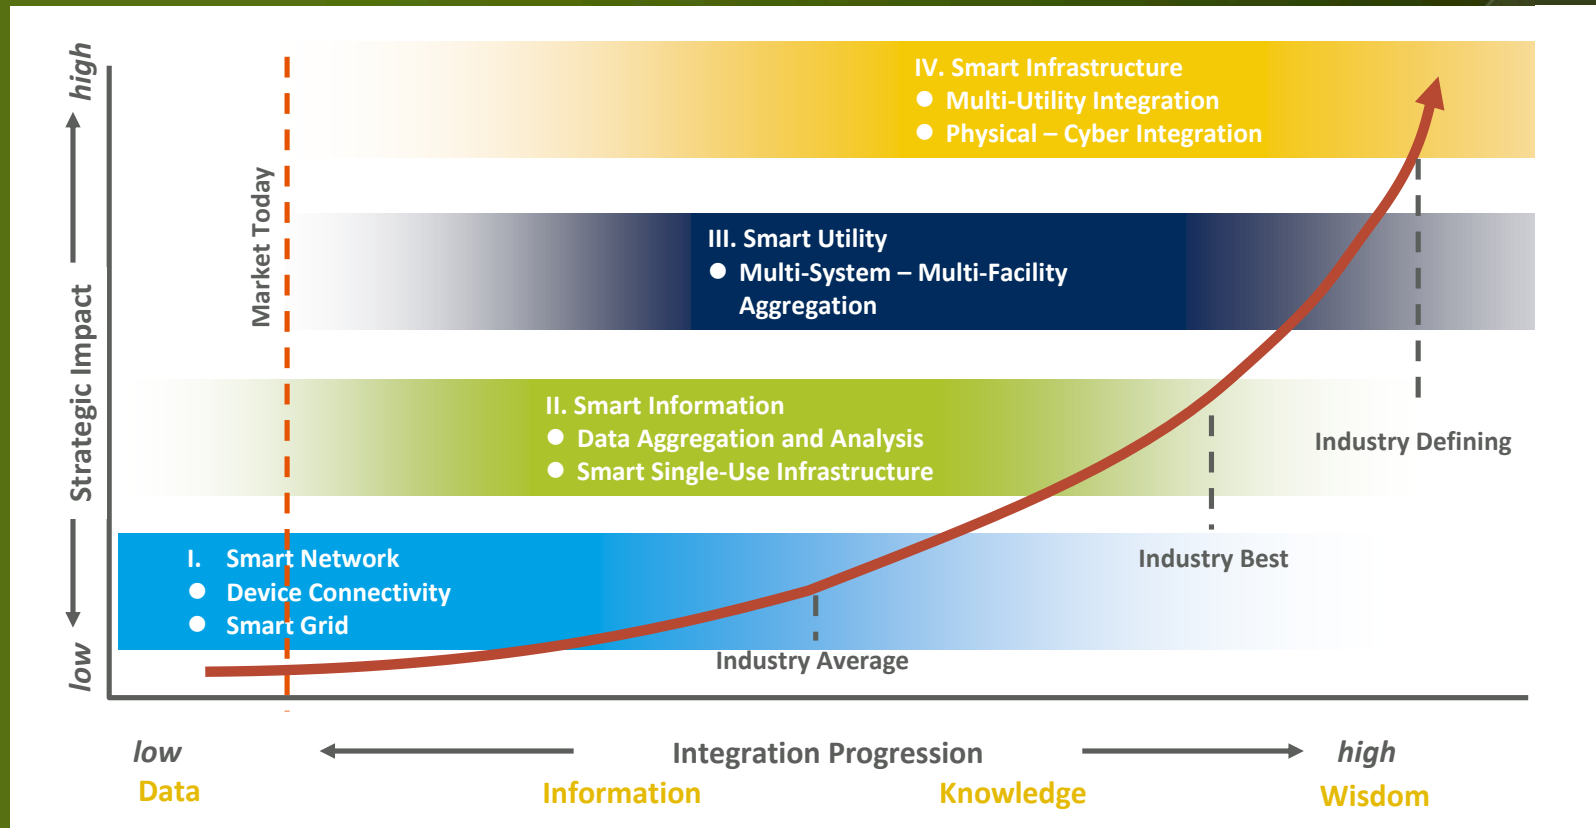 high
Strategic Impact
low
Market Today
IV. Smart Infrastructure
● Multi-Utility Integration
● Physical – Cyber Integration
III. Smart Utility
● Multi-System – Multi-Facility
Aggregation
II. Smart Information
● Data Aggregation and Analysis
● Smart Single-Use Infrastructure
I. Smart Network
● Device Connectivity
● Smart Grid
Industry Defining
Industry Best
Industry Average
low Integration Progression high
Data Information Knowledge Wisdom